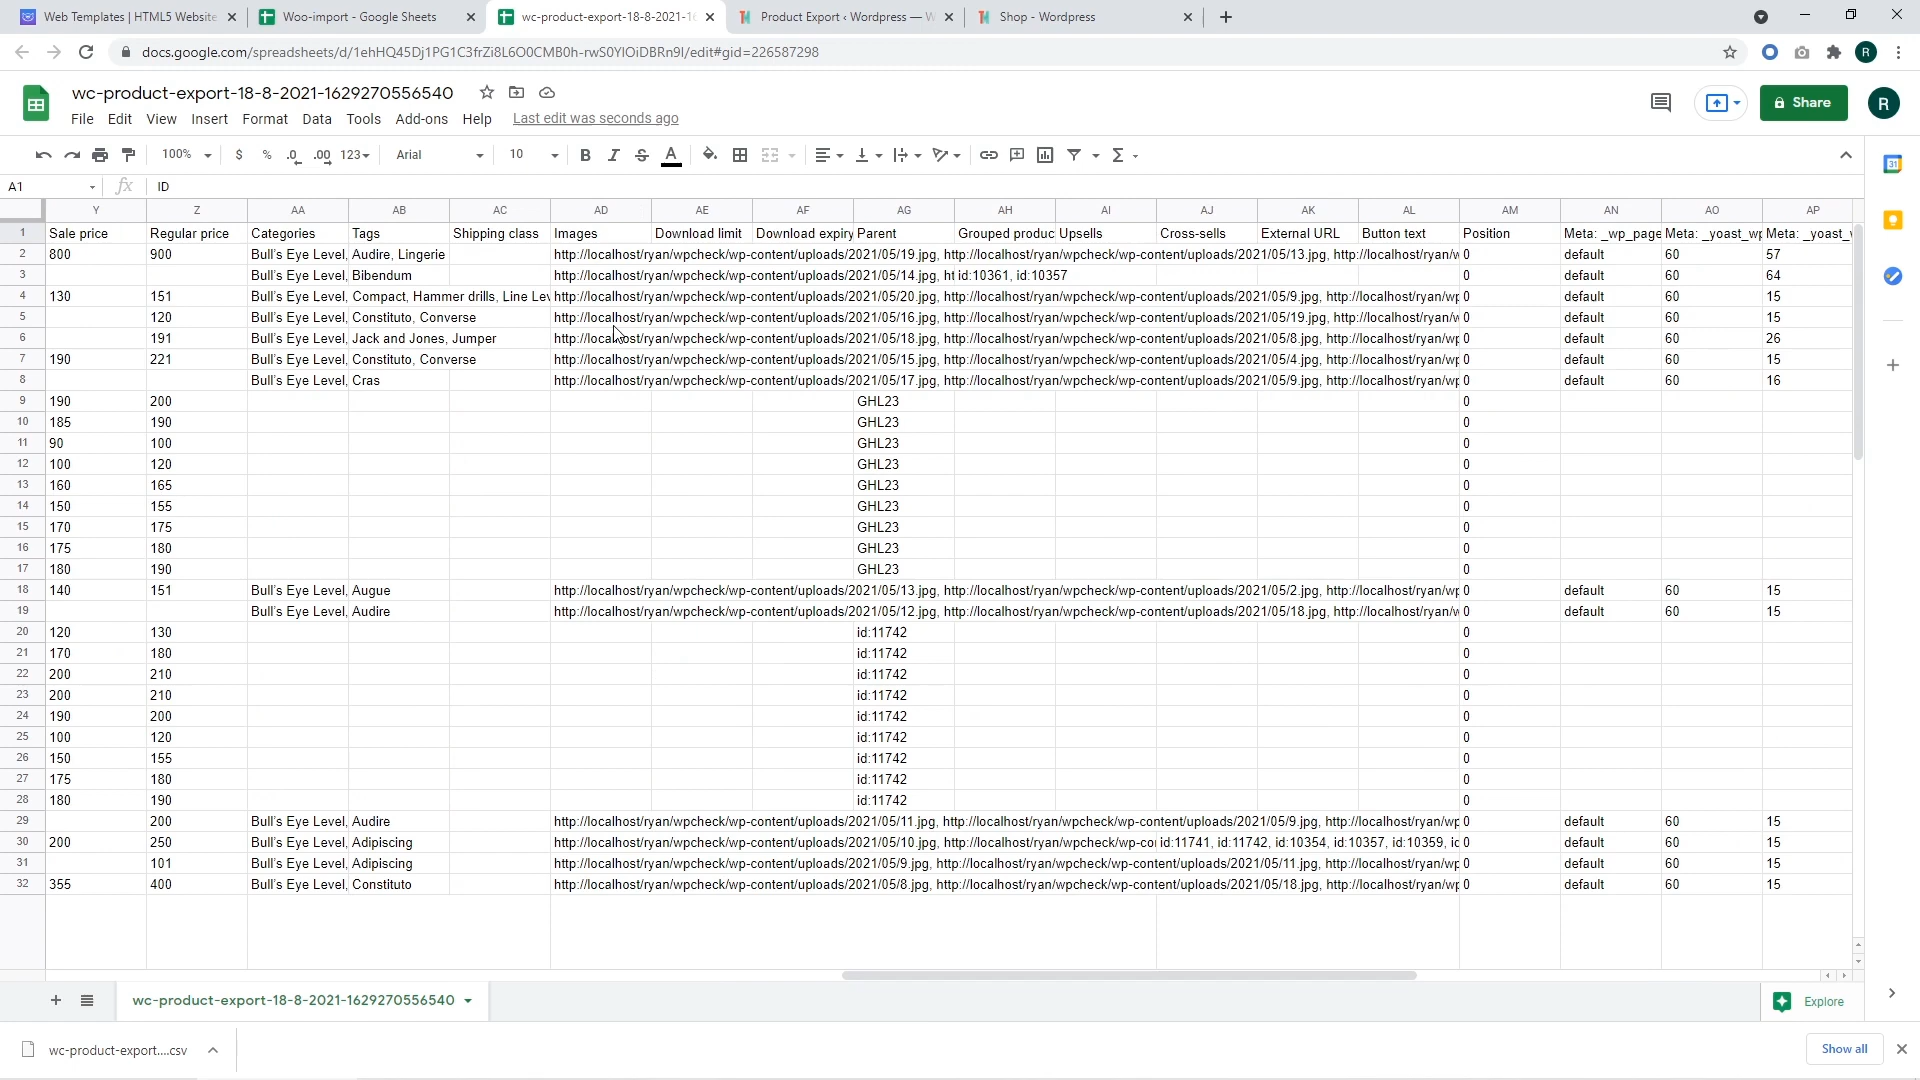 Web Templates | HTML5 Website
Woo-import - Google Sheets
wc-product-export-18-8-2021-1
Product Export ‹ Wordpress — W
Shop - Wordpress
docs.google.com/spreadsheets/d/1ehHQ45Dj1PG1C3frZi8L6O0CMB0h-rwS0YlOiDBRn9I/edit#gid=226587298
R
wc-product-export-18-8-2021-1629270556540
File Edit View Insert Format Data Tools Add-ons Help Last edit was seconds ago
Share
R
100% $ % .0 .00 123 Arial 10 B I S A
A1 fx ID
Y Z AA AB AC AD AE AF AG AH AI AJ AK AL AM AN AO AP
1 Sale price Regular price Categories Tags Shipping class Images Download limit Download expiry Parent Grouped produc Upsells Cross-sells External URL Button text Position Meta: _wp_page Meta: _yoast_wp Meta: _yoast_
2 800 900 Bull's Eye Level, Audire, Lingerie http://localhost/ryan/wpcheck/wp-content/uploads/2021/05/19.jpg, http://localhost/ryan/wpcheck/wp-content/uploads/2021/05/13.jpg, http://localhost/ryan/w 0 default 60 57
3 Bull's Eye Level, Bibendum http://localhost/ryan/wpcheck/wp-content/uploads/2021/05/14.jpg, ht id:10361, id:10357 0 default 60 64
4 130 151 Bull's Eye Level, Compact, Hammer drills, Line Lev http://localhost/ryan/wpcheck/wp-content/uploads/2021/05/20.jpg, http://localhost/ryan/wpcheck/wp-content/uploads/2021/05/9.jpg, http://localhost/ryan/wp 0 default 60 15
5 120 Bull's Eye Level, Constituto, Converse http://localhost/ryan/wpcheck/wp-content/uploads/2021/05/16.jpg, http://localhost/ryan/wpcheck/wp-content/uploads/2021/05/19.jpg, http://localhost/ryan/w 0 default 60 15
6 191 Bull's Eye Level, Jack and Jones, Jumper http://localhost/ryan/wpcheck/wp-content/uploads/2021/05/18.jpg, http://localhost/ryan/wpcheck/wp-content/uploads/2021/05/8.jpg, http://localhost/ryan/wp 0 default 60 26
7 190 221 Bull's Eye Level, Constituto, Converse http://localhost/ryan/wpcheck/wp-content/uploads/2021/05/15.jpg, http://localhost/ryan/wpcheck/wp-content/uploads/2021/05/4.jpg, http://localhost/ryan/wp 0 default 60 15
8 Bull's Eye Level, Cras http://localhost/ryan/wpcheck/wp-content/uploads/2021/05/17.jpg, http://localhost/ryan/wpcheck/wp-content/uploads/2021/05/9.jpg, http://localhost/ryan/wp 0 default 60 16
9 190 200 GHL23 0
10 185 190 GHL23 0
11 90 100 GHL23 0
12 100 120 GHL23 0
13 160 165 GHL23 0
14 150 155 GHL23 0
15 170 175 GHL23 0
16 175 180 GHL23 0
17 180 190 GHL23 0
18 140 151 Bull's Eye Level, Augue http://localhost/ryan/wpcheck/wp-content/uploads/2021/05/13.jpg, http://localhost/ryan/wpcheck/wp-content/uploads/2021/05/2.jpg, http://localhost/ryan/wp 0 default 60 15
19 Bull's Eye Level, Audire http://localhost/ryan/wpcheck/wp-content/uploads/2021/05/12.jpg, http://localhost/ryan/wpcheck/wp-content/uploads/2021/05/18.jpg, http://localhost/ryan/w 0 default 60 15
20 120 130 id:11742 0
21 170 180 id:11742 0
22 200 210 id:11742 0
23 200 210 id:11742 0
24 190 200 id:11742 0
25 100 120 id:11742 0
26 150 155 id:11742 0
27 175 180 id:11742 0
28 180 190 id:11742 0
29 200 Bull's Eye Level, Audire http://localhost/ryan/wpcheck/wp-content/uploads/2021/05/11.jpg, http://localhost/ryan/wpcheck/wp-content/uploads/2021/05/9.jpg, http://localhost/ryan/wp 0 default 60 15
30 200 250 Bull's Eye Level, Adipiscing http://localhost/ryan/wpcheck/wp-content/uploads/2021/05/10.jpg, http://localhost/ryan/wpcheck/wp-co id:11741, id:11742, id:10354, id:10357, id:10359, id 0 default 60 15
31 101 Bull's Eye Level, Adipiscing http://localhost/ryan/wpcheck/wp-content/uploads/2021/05/9.jpg, http://localhost/ryan/wpcheck/wp-content/uploads/2021/05/11.jpg, http://localhost/ryan/wp 0 default 60 15
32 355 400 Bull's Eye Level, Constituto http://localhost/ryan/wpcheck/wp-content/uploads/2021/05/8.jpg, http://localhost/ryan/wpcheck/wp-content/uploads/2021/05/18.jpg, http://localhost/ryan/wp 0 default 60 15
wc-product-export-18-8-2021-1629270556540
Explore
wc-product-export....csv
Show all